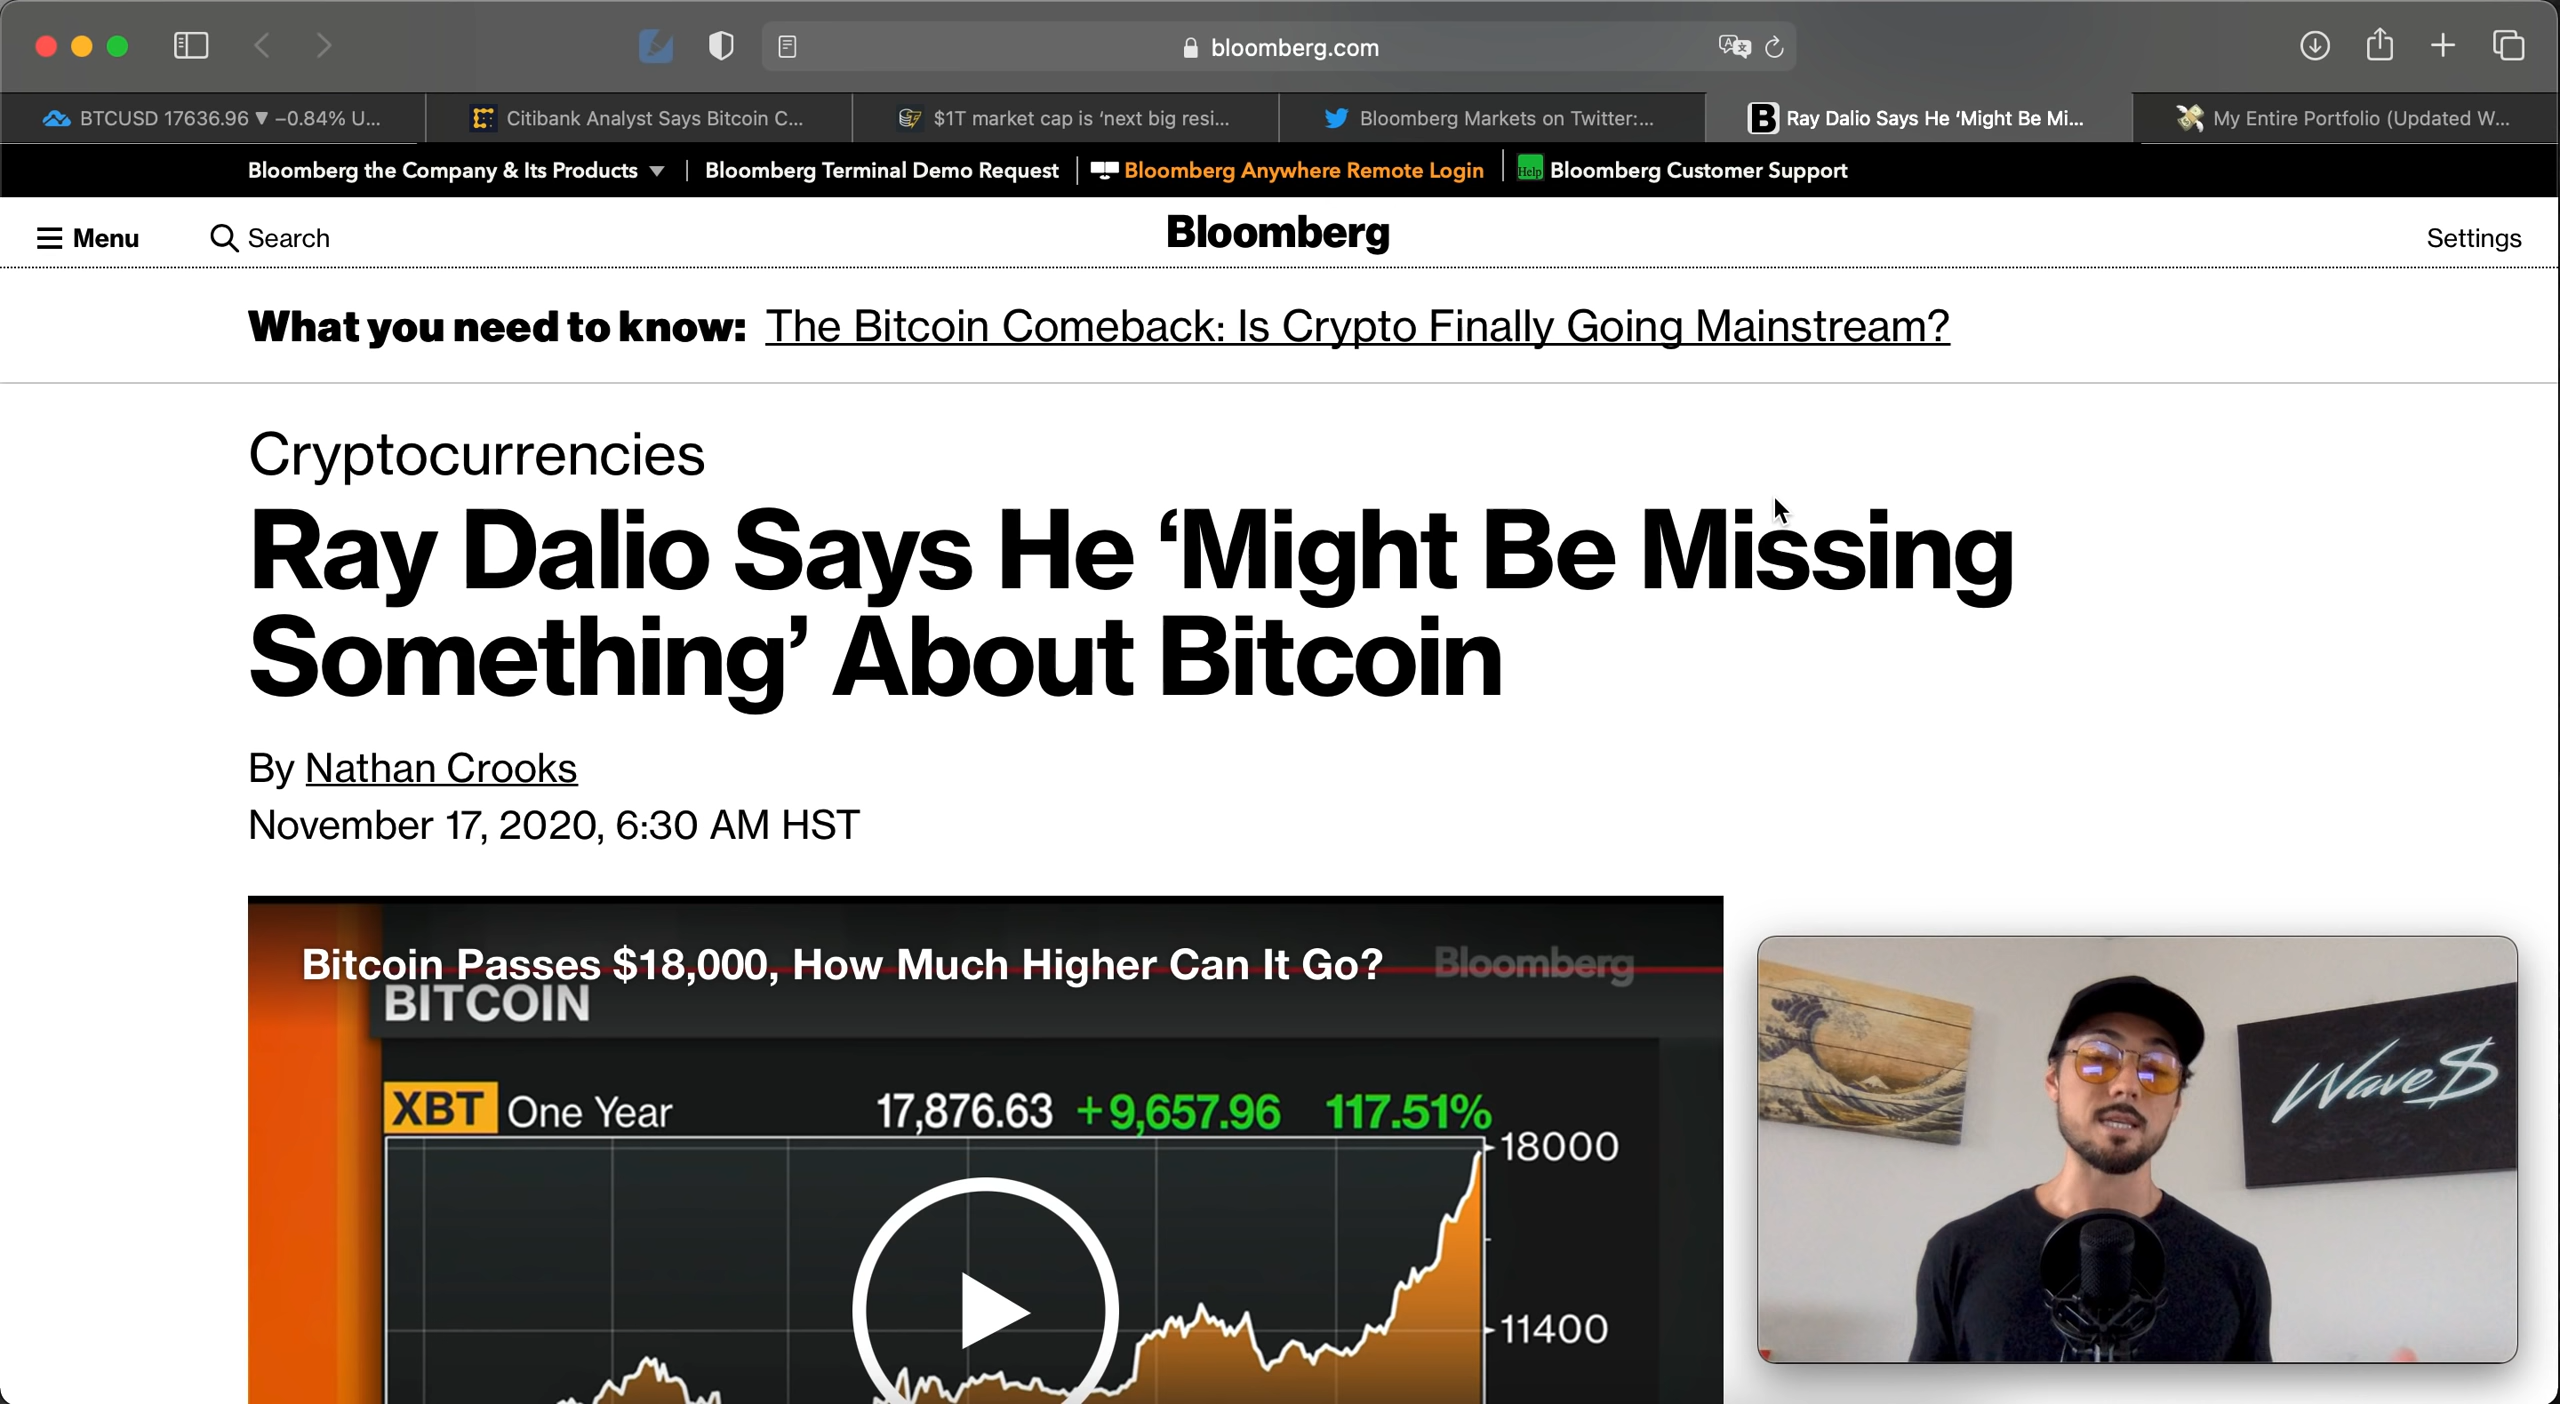 bloomberg.com
BTCUSD 17636.96 ▼ −0.84% U...
Citibank Analyst Says Bitcoin C...
$1T market cap is ‘next big resi...
Bloomberg Markets on Twitter:...
Ray Dalio Says He ‘Might Be Mi...
My Entire Portfolio (Updated W...
Bloomberg the Company & Its Products ▼
Bloomberg Terminal Demo Request
Bloomberg Anywhere Remote Login
Help Bloomberg Customer Support
Menu
Search
Bloomberg
Settings
What you need to know: The Bitcoin Comeback: Is Crypto Finally Going Mainstream?
Cryptocurrencies
Ray Dalio Says He ‘Might Be Missing
Something’ About Bitcoin
By Nathan Crooks
November 17, 2020, 6:30 AM HST
Bitcoin Passes $18,000, How Much Higher Can It Go?
Bloomberg
BITCOIN
XBT One Year 17,876.63 +9,657.96 117.51%
18000
11400
Wave$